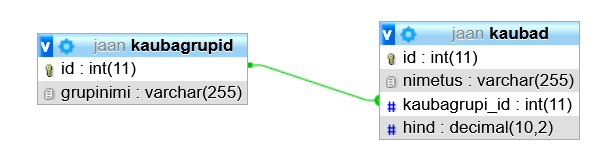 v jaan kaubagrupid
id : int(11)
grupinimi : varchar(255)
v jaan kaubad
id : int(11)
nimetus : varchar(255)
# kaubagrupi_id : int(11)
# hind : decimal(10,2)